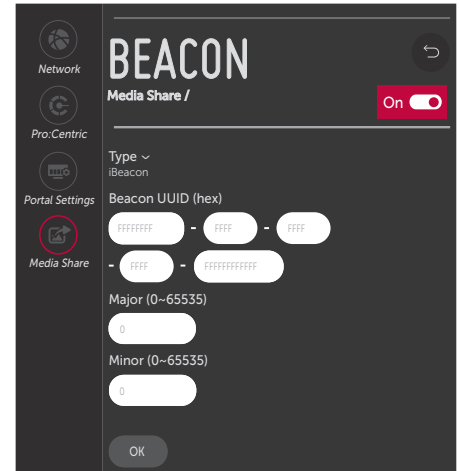 Network
Pro:Centric
Portal Settings
Media Share
BEACON
Media Share /
On
Type
iBeacon
Beacon UUID (hex)
FFFFFFFF - FFFF - FFFF
- FFFF - FFFFFFFFFFFF
Major (0~65535)
0
Minor (0~65535)
0
OK